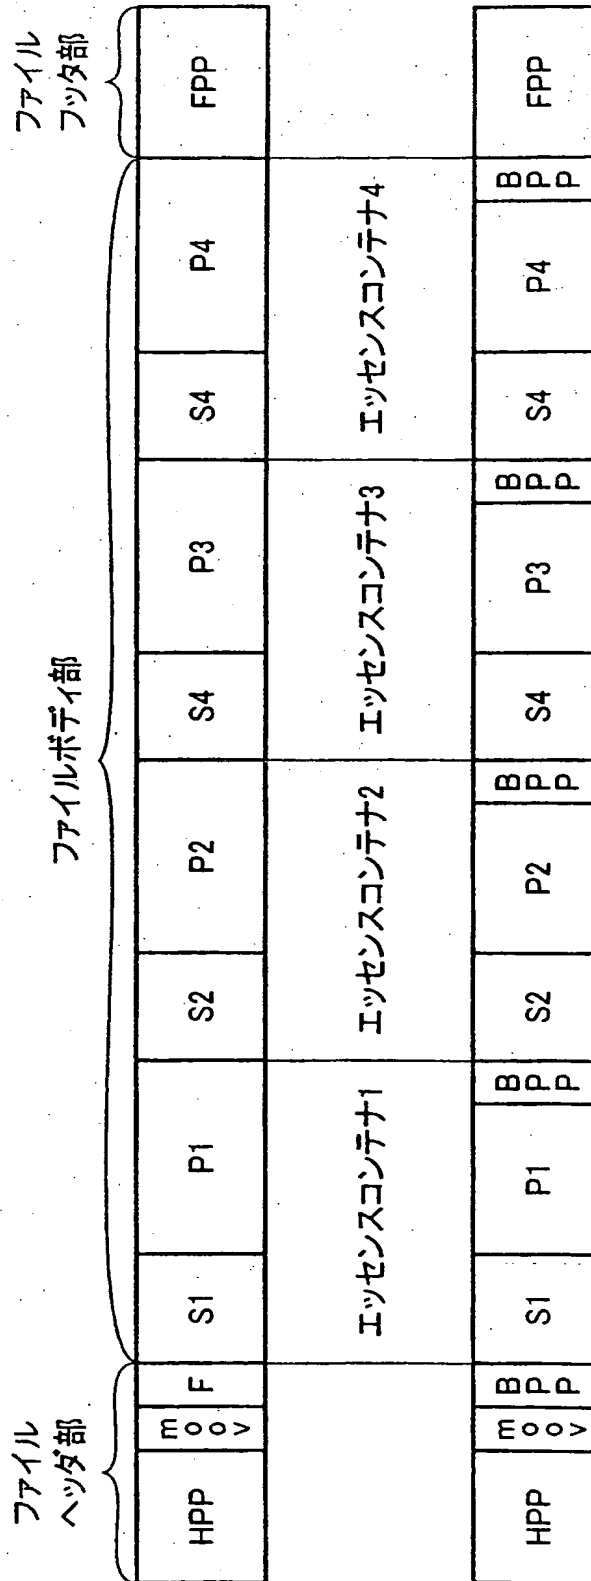 ファイル
ヘッダ部
ファイルボディ部
ファイル
フッタ部
HPP
moov
F
S1
P1
S2
P2
S4
P3
S4
P4
FPP
エッセンスコンテナ1
エッセンスコンテナ2
エッセンスコンテナ3
エッセンスコンテナ4
HPP
moov
BPP
S1
P1
BPP
S2
P2
BPP
S4
P3
BPP
S4
P4
BPP
FPP